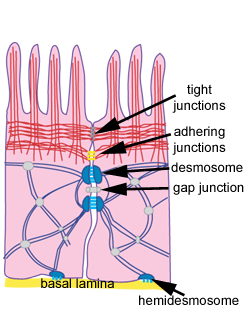 tight
junctions
adhering
junctions
desmosome
gap junction
basal lamina
hemidesmosome